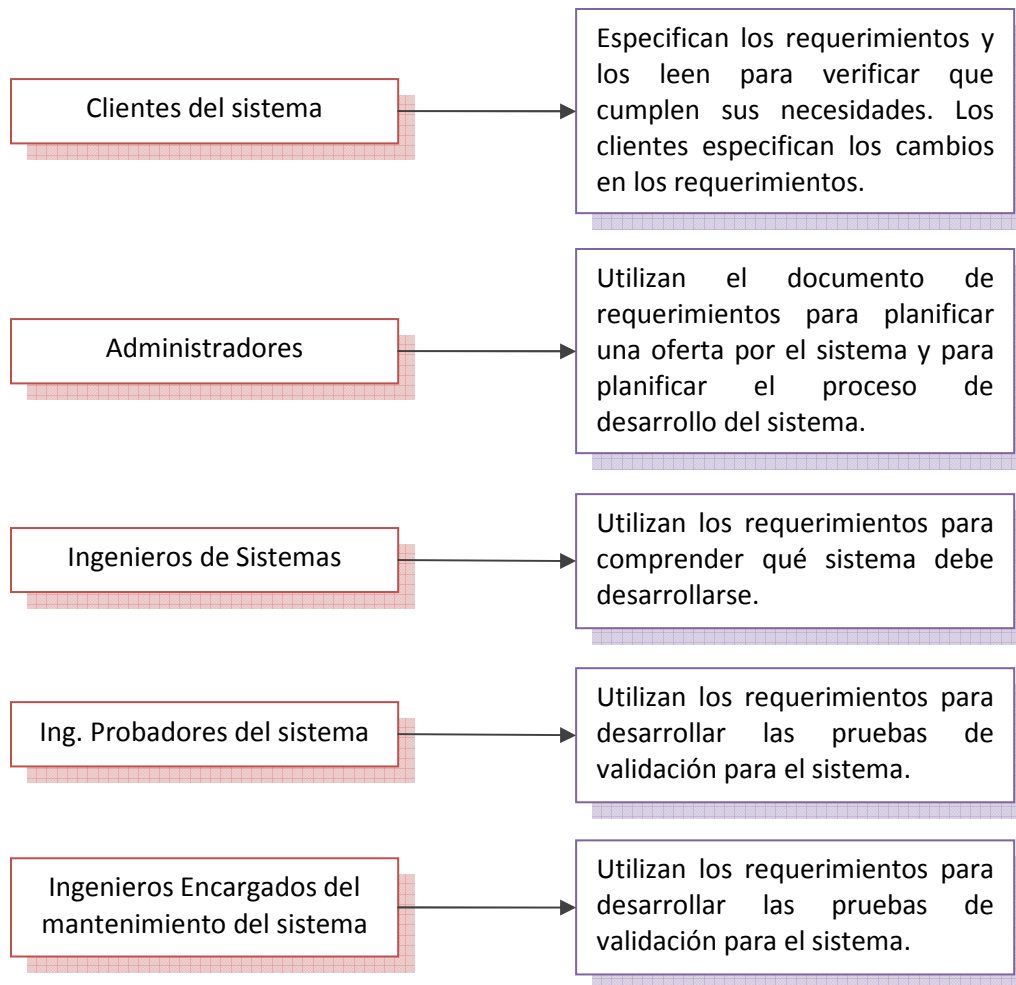 Clientes del sistema
Especifican los requerimientos y
los leen para verificar que
cumplen sus necesidades. Los
clientes especifican los cambios
en los requerimientos.
Administradores
Utilizan el documento de
requerimientos para planificar
una oferta por el sistema y para
planificar el proceso de
desarrollo del sistema.
Ingenieros de Sistemas
Utilizan los requerimientos para
comprender qué sistema debe
desarrollarse.
Ing. Probadores del sistema
Utilizan los requerimientos para
desarrollar las pruebas de
validación para el sistema.
Ingenieros Encargados del
mantenimiento del sistema
Utilizan los requerimientos para
desarrollar las pruebas de
validación para el sistema.